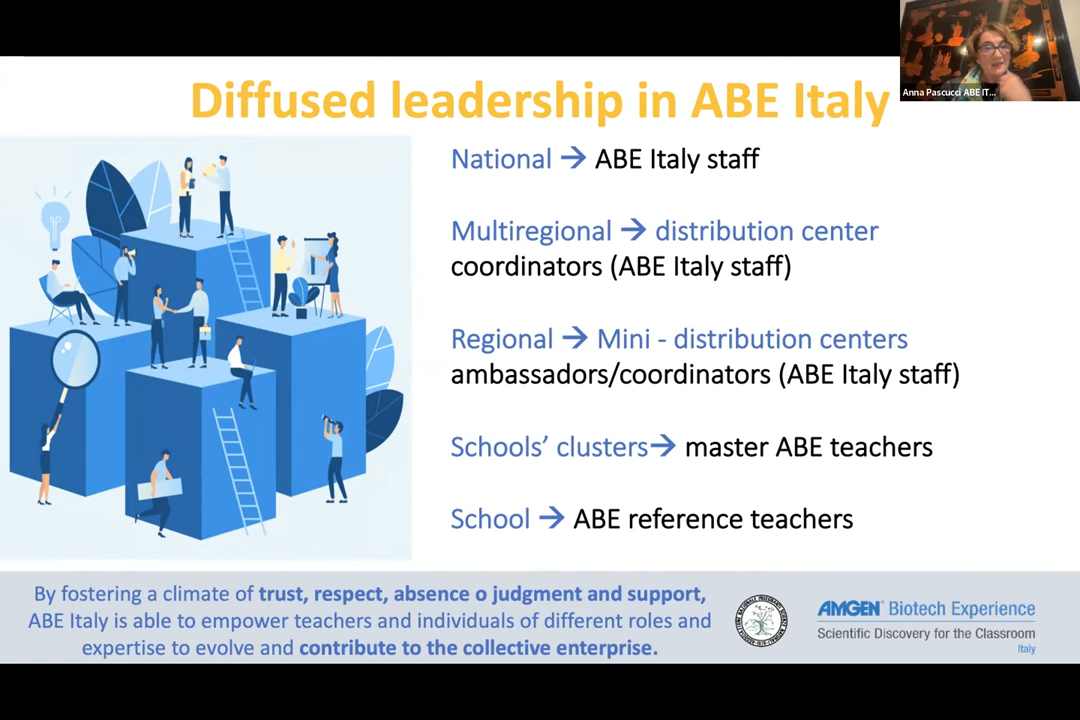 Diffused leadership in ABE Italy
Anna Pascucci ABE IT...
National → ABE Italy staff
Multiregional → distribution center
coordinators (ABE Italy staff)
Regional → Mini - distribution centers
ambassadors/coordinators (ABE Italy staff)
Schools' clusters→ master ABE teachers
School → ABE reference teachers
By fostering a climate of trust, respect, absence o judgment and support,
ABE Italy is able to empower teachers and individuals of different roles and
expertise to evolve and contribute to the collective enterprise.
AMGEN® Biotech Experience
Scientific Discovery for the Classroom
Italy